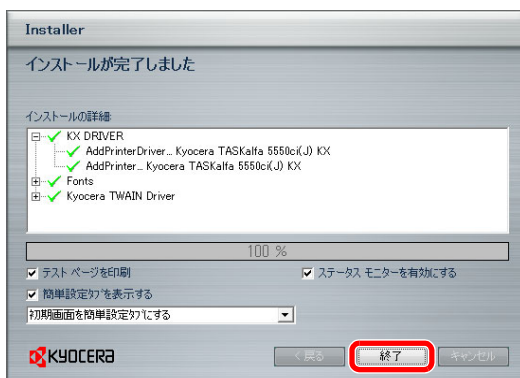 Installer
インストールが完了しました
インストールの詳細:
KX DRIVER
AddPrinterDriver... Kyocera TASKalfa 5550ci(J) KX
AddPrinter... Kyocera TASKalfa 5550ci(J) KX
Fonts
Kyocera TWAIN Driver
100 %
テスト ページを印刷
ステータス モニターを有効にする
簡単設定タブを表示する
初期画面を簡単設定タブにする
KYOCERA
< 戻る 終了 キャンセル